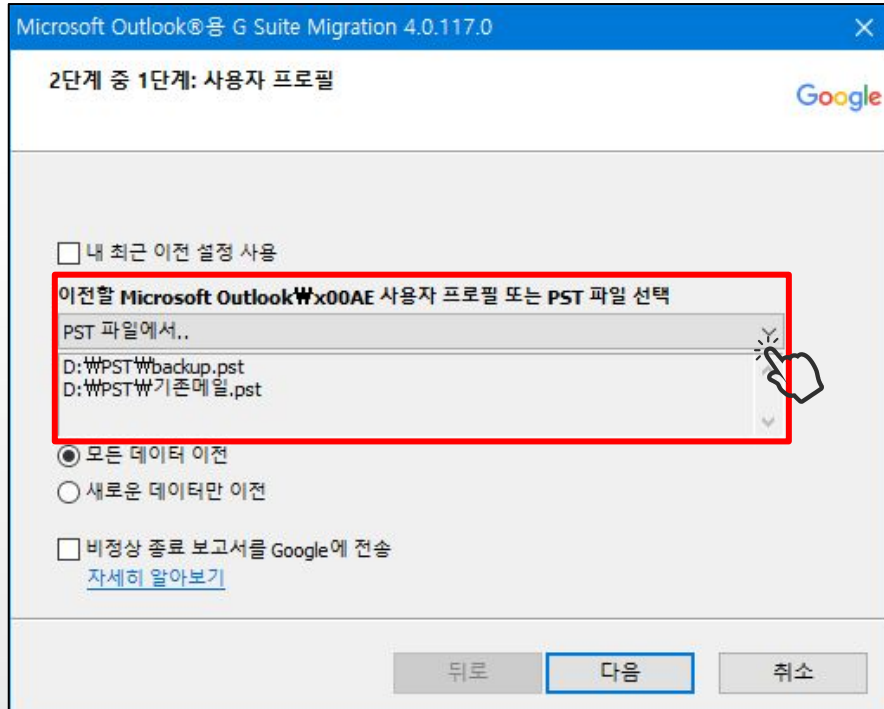 Microsoft Outlook®용 G Suite Migration 4.0.117.0
2단계 중 1단계: 사용자 프로필
Google
내 최근 이전 설정 사용
이전할 Microsoft Outlook₩x00AE 사용자 프로필 또는 PST 파일 선택
PST 파일에서..
D:₩PST₩backup.pst
D:₩PST₩기존메일.pst
모든 데이터 이전
새로운 데이터만 이전
비정상 종료 보고서를 Google에 전송
자세히 알아보기
뒤로 다음 취소